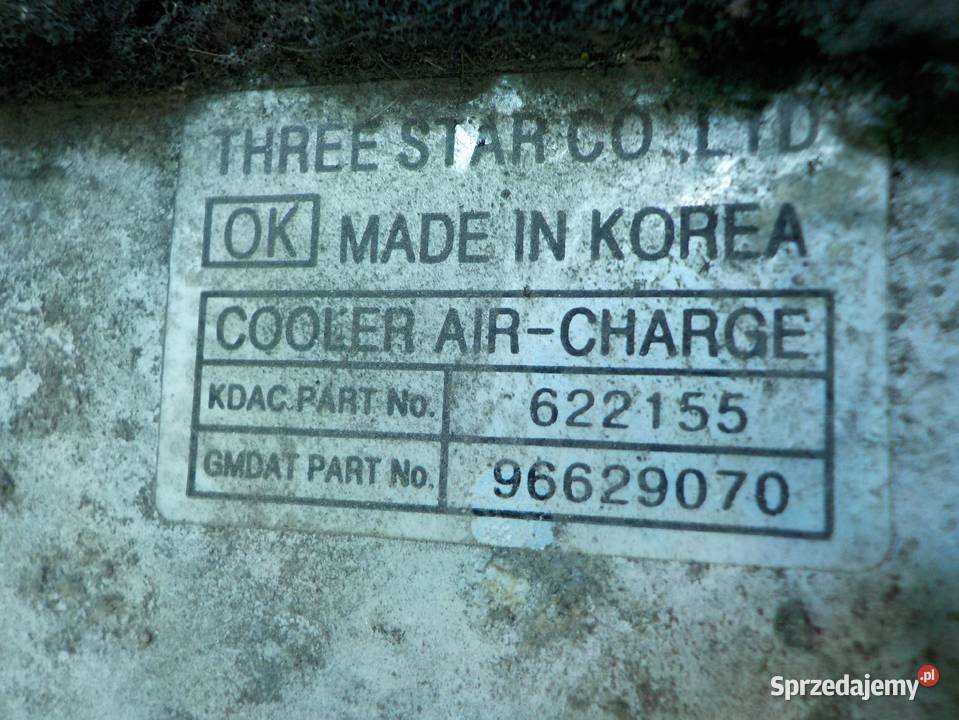 THREE STAR CO.,LTD
OK MADE IN KOREA
COOLER AIR-CHARGE
KDAC.PART No. 622155
GMDAT PART No. 96629070
Sprzedajemy.pl